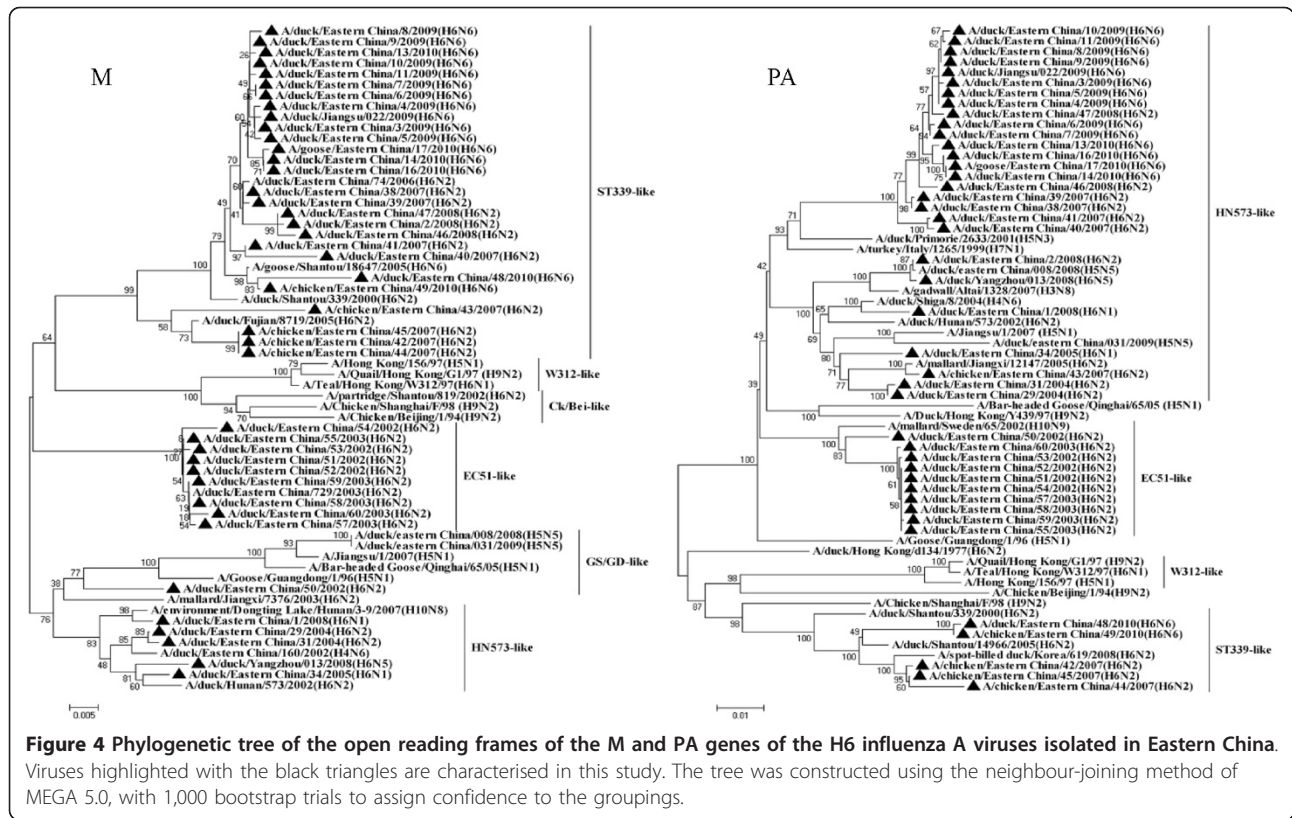 M
A/duck/Eastern China/8/2009(H6N6)
A/duck/Eastern China/9/2009(H6N6)
A/duck/Eastern China/13/2010(H6N6)
A/duck/Eastern China/10/2009(H6N6)
A/duck/Eastern China/11/2009(H6N6)
A/duck/Eastern China/7/2009(H6N6)
A/duck/Eastern China/6/2009(H6N6)
A/duck/Eastern China/4/2009(H6N6)
A/duck/Jiangsu/022/2009(H6N6)
A/duck/Eastern China/3/2009(H6N6)
A/duck/Eastern China/5/2009(H6N6)
A/goose/Eastern China/17/2010(H6N6)
A/duck/Eastern China/14/2010(H6N6)
A/duck/Eastern China/16/2010(H6N6)
A/duck/Eastern China/74/2006(H6N2)
A/duck/Eastern China/38/2007(H6N2)
A/duck/Eastern China/39/2007(H6N2)
A/duck/Eastern China/47/2008(H6N2)
A/duck/Eastern China/2/2008(H6N2)
A/duck/Eastern China/46/2008(H6N2)
A/duck/Eastern China/41/2007(H6N2)
A/duck/Eastern China/40/2007(H6N2)
A/goose/Shantou/18647/2005(H6N6)
A/duck/Eastern China/48/2010(H6N6)
A/chicken/Eastern China/49/2010(H6N6)
A/duck/Shantou/339/2000(H6N2)
A/chicken/Eastern China/43/2007(H6N2)
A/duck/Fujian/8719/2005(H6N2)
A/chicken/Eastern China/45/2007(H6N2)
A/chicken/Eastern China/42/2007(H6N2)
A/chicken/Eastern China/44/2007(H6N2)
ST339-like
A/Hong Kong/156/97(H5N1)
A/Quail/Hong Kong/G1/97 (H9N2)
A/Teal/Hong Kong/W312/97(H6N1)
W312-like
A/partridge/Shantou/819/2002(H6N2)
A/Chicken/Shanghai/F/98 (H9N2)
A/Chicken/Beijing/1/94(H9N2)
Ck/Bei-like
A/duck/Eastern China/54/2002(H6N2)
A/duck/Eastern China/55/2003(H6N2)
A/duck/Eastern China/53/2002(H6N2)
A/duck/Eastern China/51/2002(H6N2)
A/duck/Eastern China/52/2002(H6N2)
A/duck/Eastern China/59/2003(H6N2)
A/duck/Eastern China/729/2003(H6N2)
A/duck/Eastern China/58/2003(H6N2)
A/duck/Eastern China/60/2003(H6N2)
A/duck/Eastern China/57/2003(H6N2)
EC51-like
A/duck/eastern China/008/2008(H5N5)
A/duck/eastern China/031/2009(H5N5)
A/Jiangsu/1/2007(H5N1)
A/Bar-headed Goose/Qinghai/65/05(H5N1)
A/Goose/Guangdong/1/96(H5N1)
A/duck/Eastern China/50/2002(H6N2)
GS/GD-like
A/mallard/Jiangxi/7376/2003(H6N2)
A/environment/Dongting Lake/Hunan/3-9/2007(H10N8)
A/duck/Eastern China/1/2008(H6N1)
A/duck/Eastern China/29/2004(H6N2)
A/duck/Eastern China/31/2004(H6N2)
A/duck/Eastern China/160/2002(H4N6)
A/duck/Yangzhou/013/2008(H6N5)
A/duck/Eastern China/34/2005(H6N1)
A/duck/Hunan/573/2002(H6N2)
HN573-like
0.005
PA
A/duck/Eastern China/10/2009(H6N6)
A/duck/Eastern China/11/2009(H6N6)
A/duck/Eastern China/8/2009(H6N6)
A/duck/Eastern China/9/2009(H6N6)
A/duck/Jiangsu/022/2009(H6N6)
A/duck/Eastern China/3/2009(H6N6)
A/duck/Eastern China/5/2009(H6N6)
A/duck/Eastern China/4/2009(H6N6)
A/duck/Eastern China/47/2008(H6N2)
A/duck/Eastern China/6/2009(H6N6)
A/duck/Eastern China/7/2009(H6N6)
A/duck/Eastern China/13/2010(H6N6)
A/duck/Eastern China/16/2010(H6N6)
A/goose/Eastern China/17/2010(H6N6)
A/duck/Eastern China/14/2010(H6N6)
A/duck/Eastern China/46/2008(H6N2)
A/duck/Eastern China/39/2007(H6N2)
A/duck/Eastern China/38/2007(H6N2)
A/duck/Eastern China/41/2007(H6N2)
A/duck/Eastern China/40/2007(H6N2)
A/duck/Primorie/2633/2001(H5N3)
A/turkey/Italy/1265/1999(H7N1)
A/duck/Eastern China/2/2008(H6N2)
A/duck/eastern China/008/2008(H5N5)
A/duck/Yangzhou/013/2008(H6N5)
A/gadwall/Altai/1328/2007(H3N8)
A/duck/Shiga/8/2004(H4N6)
A/duck/Eastern China/1/2008(H6N1)
A/duck/Hunan/573/2002(H6N2)
A/Jiangsu/1/2007 (H5N1)
A/duck/eastern China/031/2009(H5N5)
A/duck/Eastern China/34/2005(H6N1)
A/mallard/Jiangxi/12147/2005(H6N2)
A/chicken/Eastern China/43/2007(H6N2)
A/duck/Eastern China/31/2004(H6N2)
A/duck/Eastern China/29/2004(H6N2)
HN573-like
A/Bar-headed Goose/Qinghai/65/05 (H5N1)
A/Duck/Hong Kong/Y439/97(H9N2)
A/mallard/Sweden/65/2002(H10N9)
A/duck/Eastern China/50/2002(H6N2)
A/duck/Eastern China/60/2003(H6N2)
A/duck/Eastern China/53/2002(H6N2)
A/duck/Eastern China/52/2002(H6N2)
A/duck/Eastern China/51/2002(H6N2)
A/duck/Eastern China/54/2002(H6N2)
A/duck/Eastern China/57/2003(H6N2)
A/duck/Eastern China/58/2003(H6N2)
A/duck/Eastern China/59/2003(H6N2)
A/duck/Eastern China/55/2003(H6N2)
EC51-like
A/Goose/Guangdong/1/96 (H5N1)
A/duck/Hong Kong/d134/1977(H6N2)
A/Quail/Hong Kong/G1/97 (H9N2)
A/Teal/Hong Kong/W312/97(H6N1)
A/Hong Kong/156/97 (H5N1)
A/Chicken/Beijing/1/94(H9N2)
W312-like
A/Chicken/Shanghai/F/98 (H9N2)
A/duck/Shantou/339/2000(H6N2)
A/duck/Eastern China/48/2010(H6N6)
A/chicken/Eastern China/49/2010(H6N6)
A/duck/Shantou/14966/2005(H6N2)
A/spot-billed duck/Korea/619/2008(H6N2)
A/chicken/Eastern China/42/2007(H6N2)
A/chicken/Eastern China/45/2007(H6N2)
A/chicken/Eastern China/44/2007(H6N2)
ST339-like
0.01
Figure 4 Phylogenetic tree of the open reading frames of the M and PA genes of the H6 influenza A viruses isolated in Eastern China.
Viruses highlighted with the black triangles are characterised in this study. The tree was constructed using the neighbour-joining method of
MEGA 5.0, with 1,000 bootstrap trials to assign confidence to the groupings.